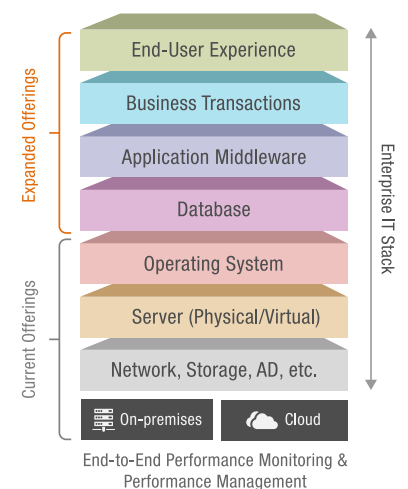 End-User Experience
Business Transactions
Application Middleware
Database
Operating System
Server (Physical/Virtual)
Network, Storage, AD, etc.
On-premises
Cloud
Expanded Offerings
Current Offerings
Enterprise IT Stack
End-to-End Performance Monitoring &
Performance Management